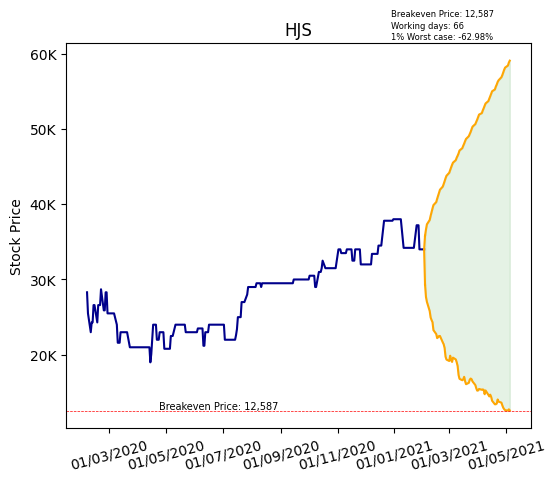 Breakeven Price: 12,587
Working days: 66
1% Worst case: -62.98%
HJS
60K
50K
40K
30K
20K
Stock Price
Breakeven Price: 12,587
01/03/2020
01/05/2020
01/07/2020
01/09/2020
01/11/2020
01/01/2021
01/03/2021
01/05/2021